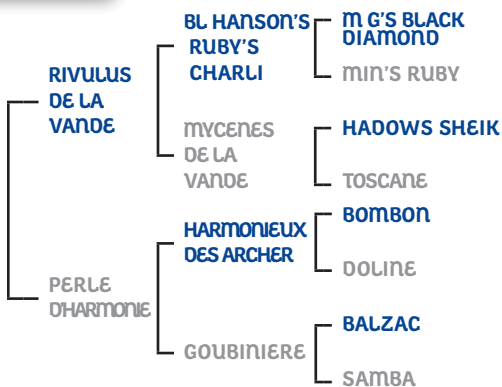 BL HANSON'S
RUBY'S
CHARLI
M G'S BLACK
DIAMOND
MIN'S RUBY
RIVULUS
DE LA
VANDE
MYCENES
DE LA
VANDE
HADOWS SHEIK
TOSCANE
HARMONIEUX
DES ARCHER
BOMBON
DOLINE
PERLE
D'HARMONIE
GOUBINIERE
BALZAC
SAMBA